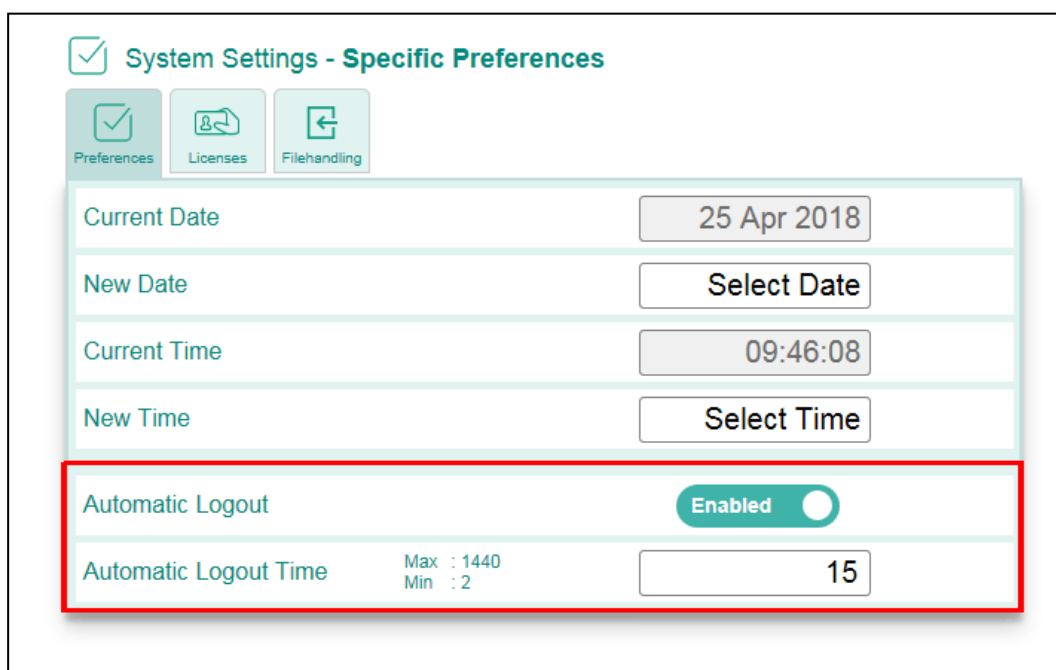 System Settings - Specific Preferences
Preferences Licenses Filehandling
Current Date 25 Apr 2018
New Date Select Date
Current Time 09:46:08
New Time Select Time
Automatic Logout Enabled
Automatic Logout Time Max : 1440 15
Min : 2